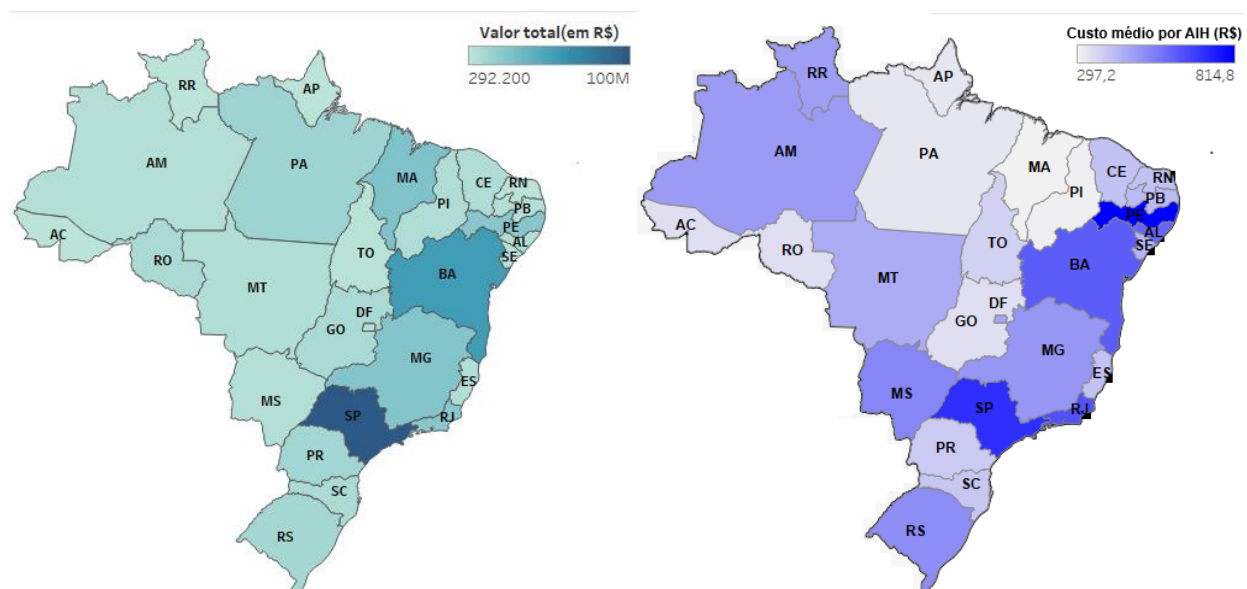 Valor total(em R$)
292.200 100M
RR
AP
AM
PA
MA
CE
RN
PI
PB
PE
AL
SE
AC
RO
TO
BA
MT
DF
GO
MG
ES
MS
SP
RJ
PR
SC
RS
Custo médio por AIH (R$)
297,2 814,8
RR
AP
AM
PA
MA
CE
RN
PI
PB
PE
AL
SE
AC
RO
TO
BA
MT
DF
GO
MG
ES
MS
SP
RJ
PR
SC
RS